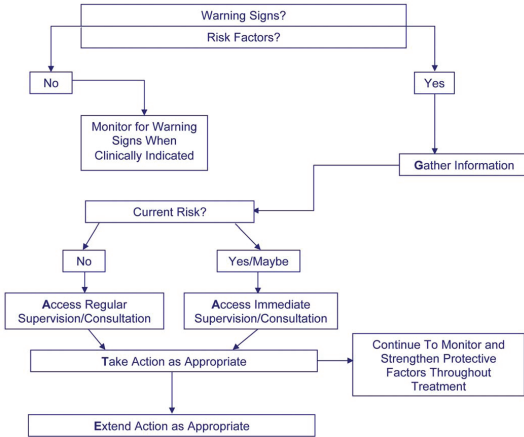 Warning Signs?
Risk Factors?
No
Yes
Monitor for Warning
Signs When
Clinically Indicated
Gather Information
Current Risk?
No
Yes/Maybe
Access Regular
Supervision/Consultation
Access Immediate
Supervision/Consultation
Take Action as Appropriate
Continue To Monitor and
Strengthen Protective
Factors Throughout
Treatment
Extend Action as Appropriate